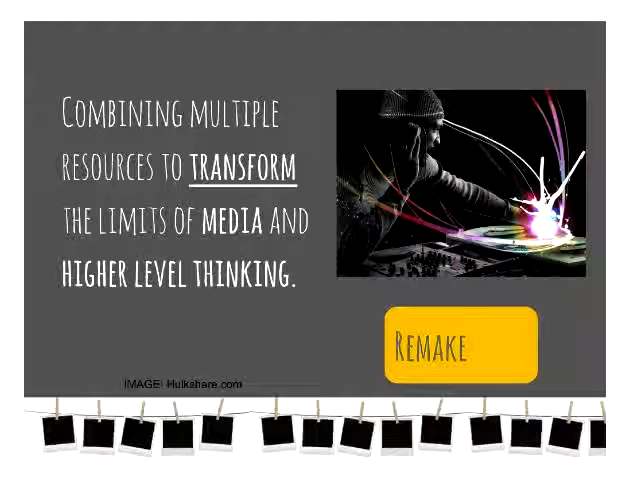 Combining multiple
resources to transform
the limits of media and
higher level thinking.
Remake
IMAGE: Hulkshare.com